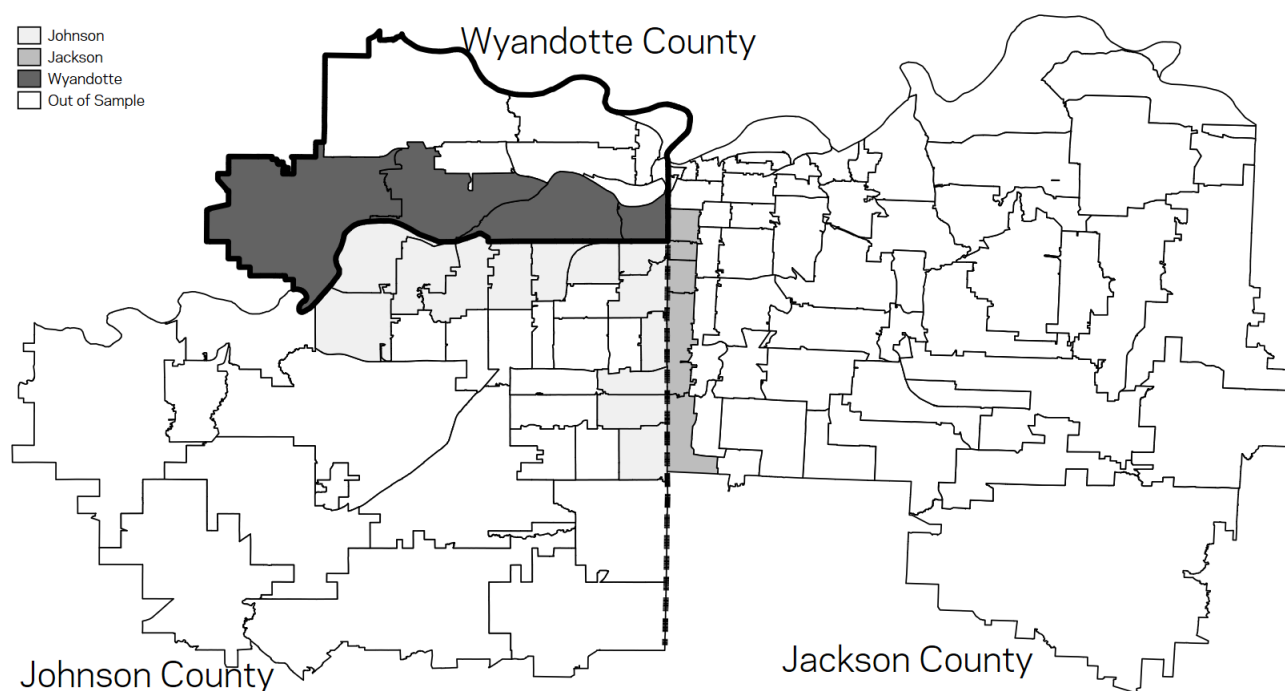 Johnson
Jackson
Wyandotte
Out of Sample
Wyandotte County
Johnson County
Jackson County